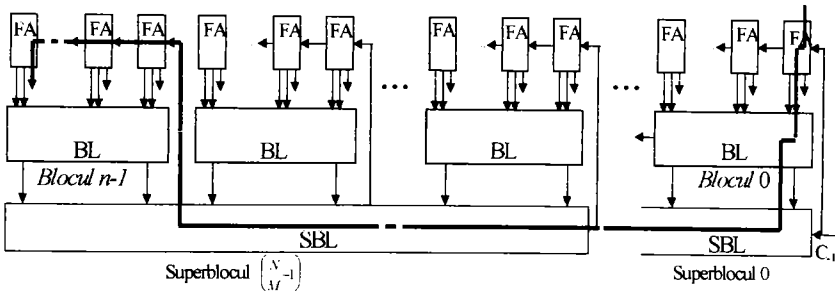 FA FA FA FA FA FA FA FA FA FA FA FA
... ...
BL BL BL BL
Blocul n-1 Blocul 0
SBL SBL
C-1
Superblocul (N/M -1) Superblocul 0